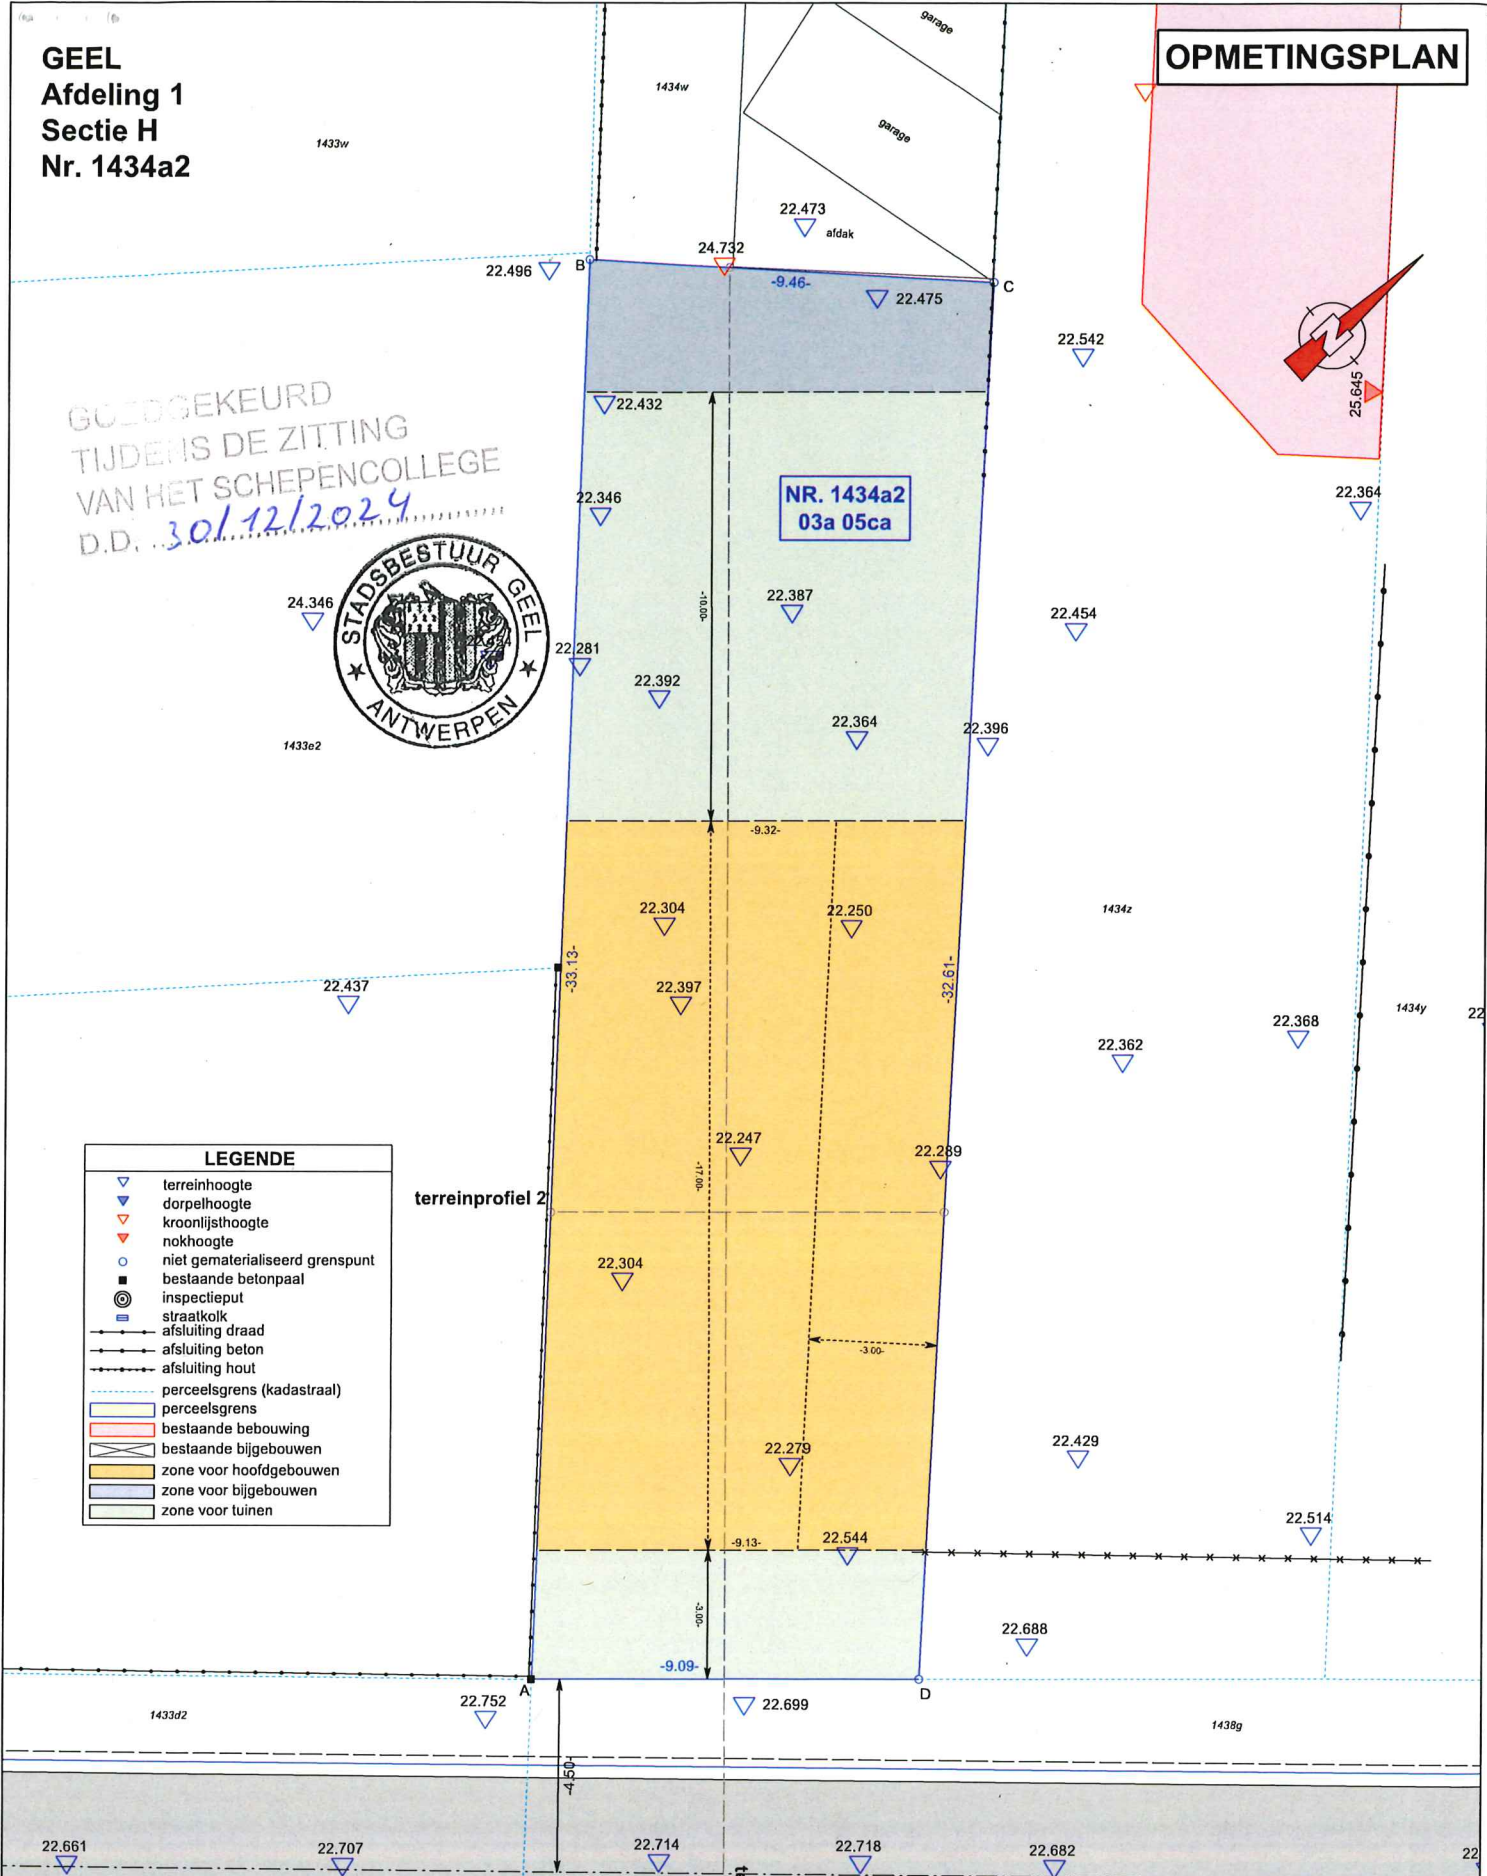 GEEL
Afdeling 1
Sectie H
Nr. 1434a2
OPMETINGSPLAN
garage
1434w
garage
1433w
22.473
afdak
24.732
22.496
B
-9.46-
22.475
C
22.542
25.645
GOEDGEKEURD
TIJDENS DE ZITTING
VAN HET SCHEPENCOLLEGE
D.D. 30/12/2024
22.432
22.346
NR. 1434a2
03a 05ca
22.364
STADSBESTUUR GEEL
ANTWERPEN
24.346
-10.00-
22.387
22.454
22.281
22.392
22.364
22.396
1433e2
-9.32-
22.304
22.250
1434z
-33.13-
-32.61-
22.437
22.397
1434y
22.368
22.362
22.247
22.289
-17.00-
terreinprofiel 2
22.304
-3.00-
LEGENDE
terreinhoogte
dorpelhoogte
kroonlijsthoogte
nokhoogte
niet gematerialiseerd grenspunt
bestaande betonpaal
inspectieput
straatkolk
afsluiting draad
afsluiting beton
afsluiting hout
perceelsgrens (kadastraal)
perceelsgrens
bestaande bebouwing
bestaande bijgebouwen
zone voor hoofdgebouwen
zone voor bijgebouwen
zone voor tuinen
22.279
22.429
22.514
-9.13-
22.544
-3.00-
22.688
-9.09-
A
D
22.752
22.699
1433d2
1438g
-4.50-
22.661
22.707
22.714
22.718
22.682